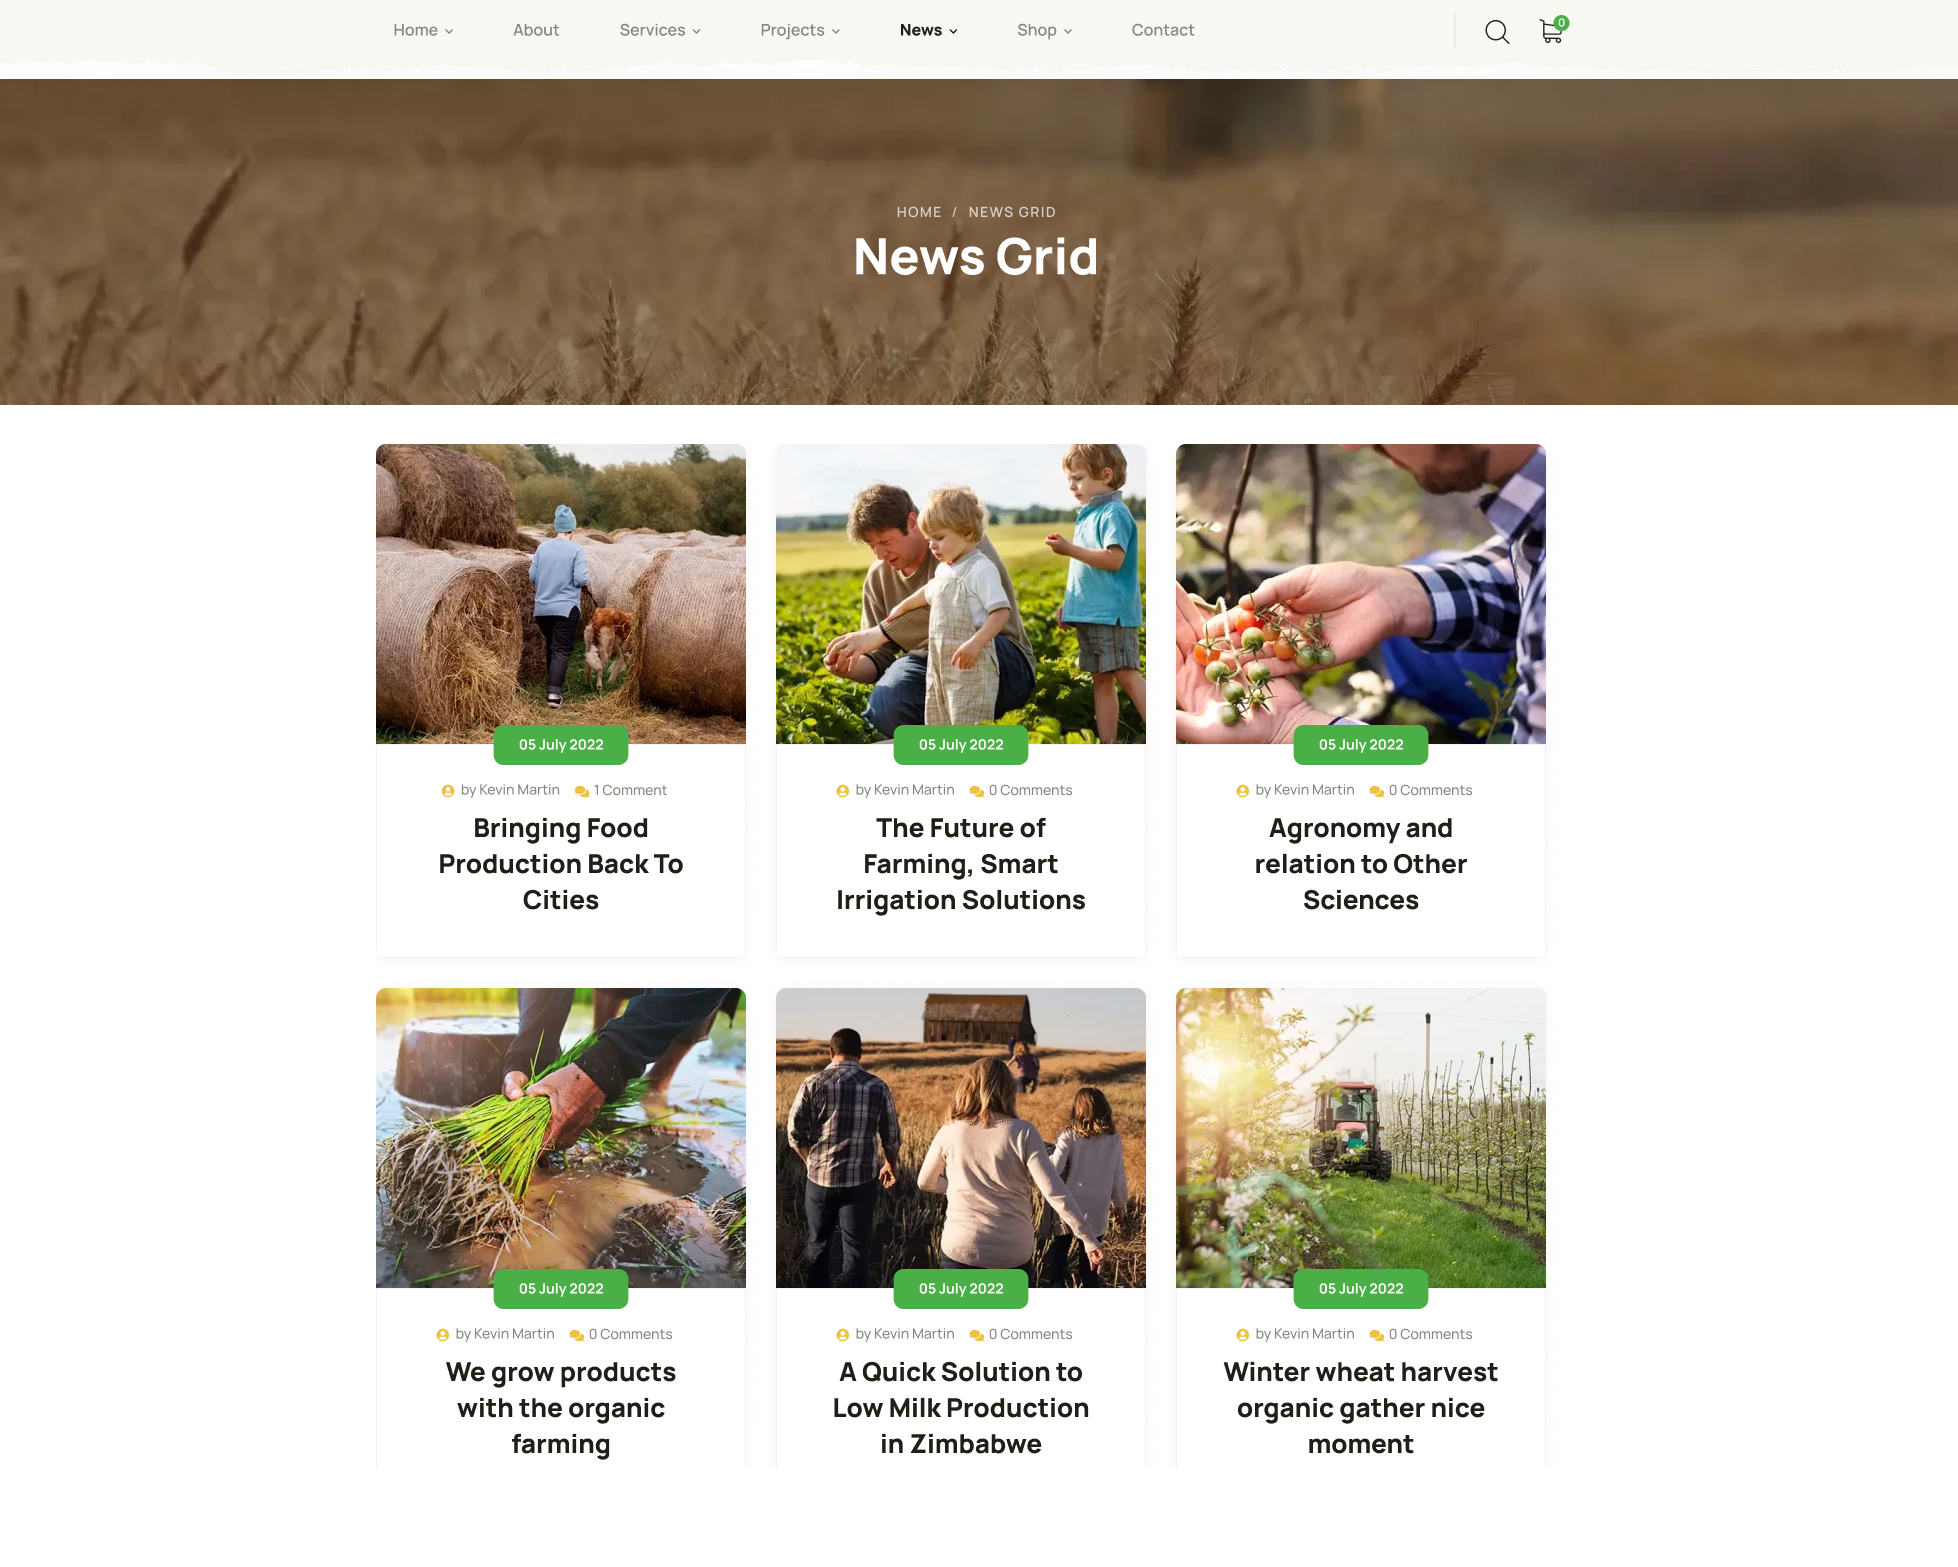 Home About Services Projects News Shop Contact 0
HOME / NEWS GRID
News Grid
05 July 2022
by Kevin Martin 1 Comment
Bringing Food
Production Back To
Cities
05 July 2022
by Kevin Martin 0 Comments
The Future of
Farming, Smart
Irrigation Solutions
05 July 2022
by Kevin Martin 0 Comments
Agronomy and
relation to Other
Sciences
05 July 2022
by Kevin Martin 0 Comments
We grow products
with the organic
farming
05 July 2022
by Kevin Martin 0 Comments
A Quick Solution to
Low Milk Production
in Zimbabwe
05 July 2022
by Kevin Martin 0 Comments
Winter wheat harvest
organic gather nice
moment